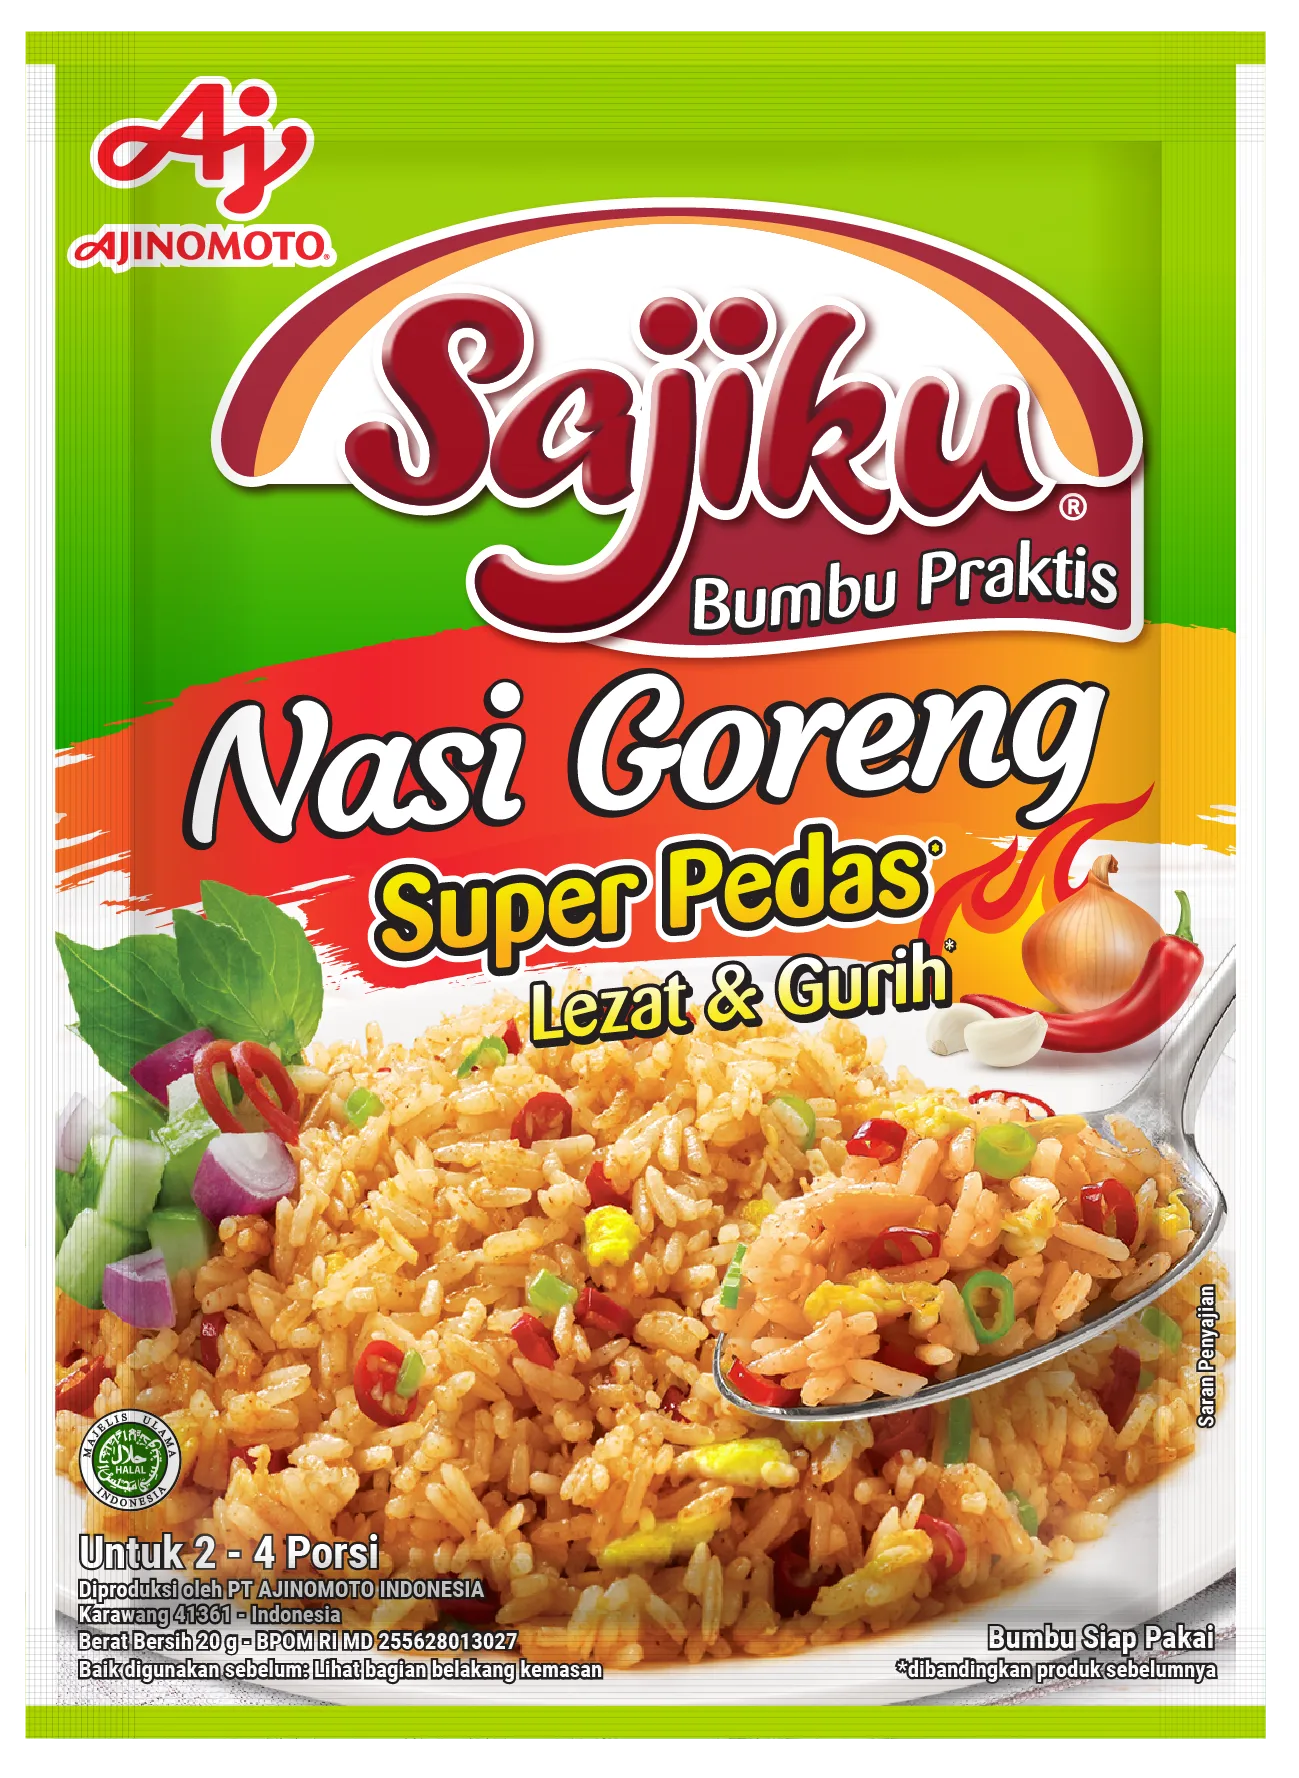 Aj
AJINOMOTO®
Sajiku®
Bumbu Praktis
Nasi Goreng
Super Pedas*
Lezat & Gurih*
Saran Penyajian
MAJELIS ULAMA
حلال
HALAL
INDONESIA
Untuk 2 - 4 Porsi
Diproduksi oleh PT AJINOMOTO INDONESIA
Karawang 41361 - Indonesia
Berat Bersih 20 g - BPOM RI MD 255628013027
Baik digunakan sebelum: Lihat bagian belakang kemasan
Bumbu Siap Pakai
*dibandingkan produk sebelumnya